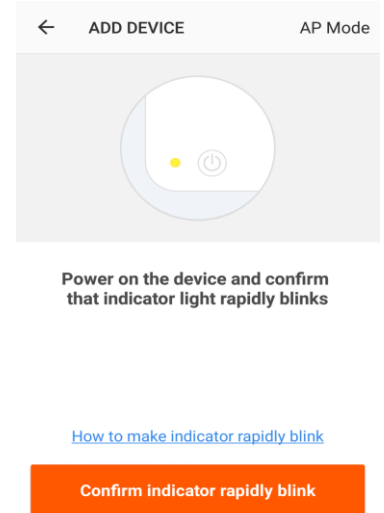 ADD DEVICE AP Mode
Power on the device and confirm
that indicator light rapidly blinks
How to make indicator rapidly blink
Confirm indicator rapidly blink